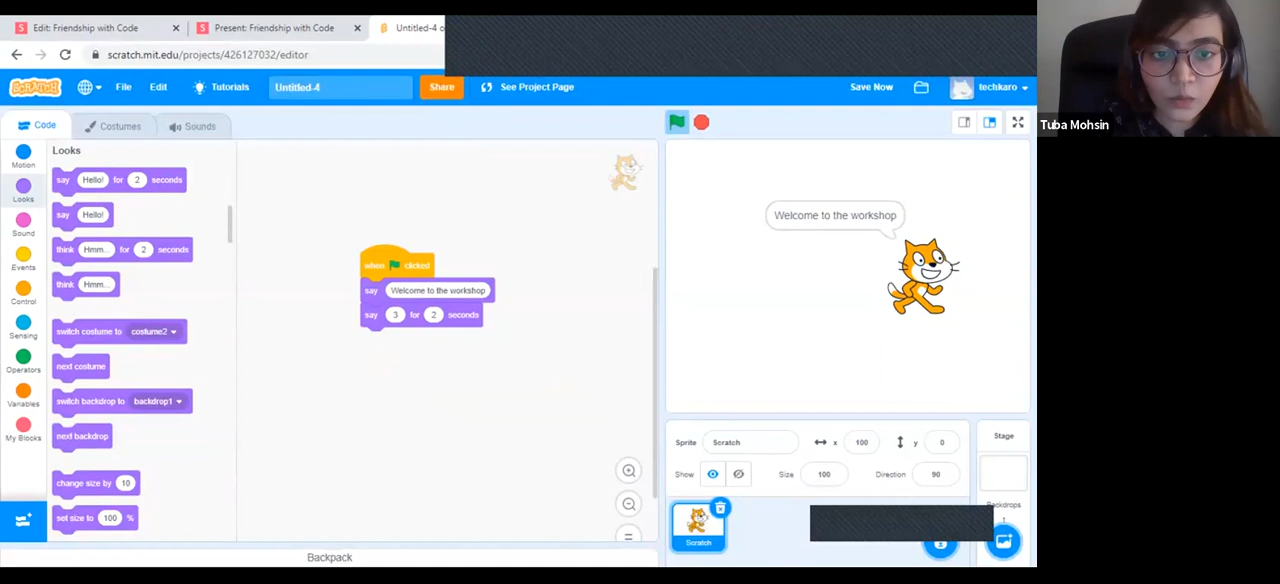 Edit: Friendship with Code
Present: Friendship with Code
Untitled-4 o
scratch.mit.edu/projects/426127032/editor
SCRATCH
File
Edit
Tutorials
Untitled-4
Share
See Project Page
Save Now
techkaro
Tuba Mohsin
Code
Costumes
Sounds
Motion
Looks
Sound
Events
Control
Sensing
Operators
Variables
My Blocks
Looks
say Hello! for 2 seconds
say Hello!
think Hmm... for 2 seconds
think Hmm...
switch costume to costume2
next costume
switch backdrop to backdrop1
next backdrop
change size by 10
set size to 100 %
when clicked
say Welcome to the workshop
say 3 for 2 seconds
Welcome to the workshop
Sprite Scratch x 100 y 0
Show Size 100 Direction 90
Scratch
Stage
Backdrops
1
Backpack